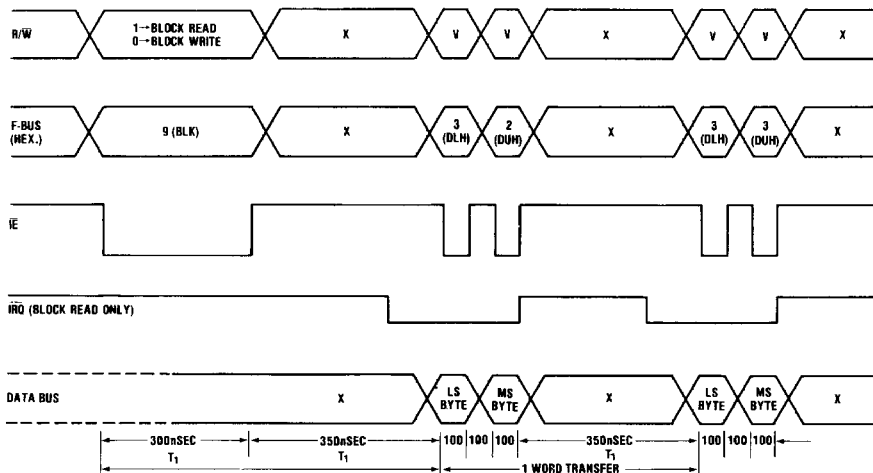 R/W
1→BLOCK READ
0→BLOCK WRITE
X
V
V
X
V
V
X
F-BUS
(HEX.)
9 (BLK)
X
3
(DLH)
2
(DUH)
X
3
(DLH)
3
(DUH)
X
IE
IRQ (BLOCK READ ONLY)
DATA BUS
X
LS
BYTE
MS
BYTE
X
LS
BYTE
MS
BYTE
X
300nSEC
350nSEC
100
100
100
350nSEC
100
100
100
T1
T1
T1
1 WORD TRANSFER